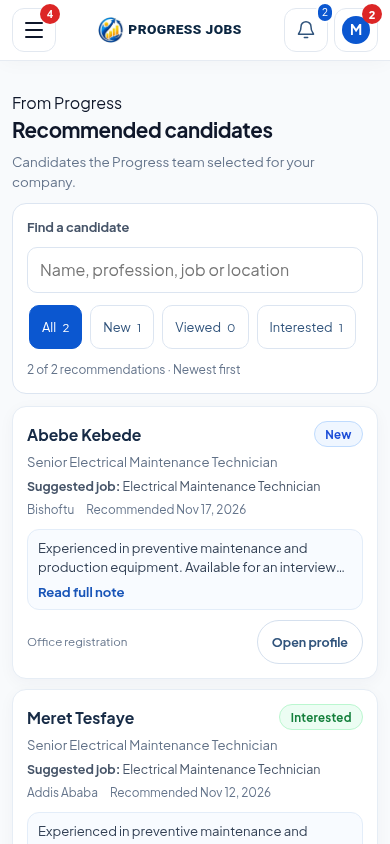 4
PROGRESS JOBS
2
M
2
From Progress
Recommended candidates
Candidates the Progress team selected for your
company.
Find a candidate
Name, profession, job or location
All 2
New 1
Viewed 0
Interested 1
2 of 2 recommendations · Newest first
Abebe Kebede
New
Senior Electrical Maintenance Technician
Suggested job: Electrical Maintenance Technician
Bishoftu Recommended Nov 17, 2026
Experienced in preventive maintenance and
production equipment. Available for an interview...
Read full note
Office registration
Open profile
Meret Tesfaye
Interested
Senior Electrical Maintenance Technician
Suggested job: Electrical Maintenance Technician
Addis Ababa Recommended Nov 12, 2026
Experienced in preventive maintenance and